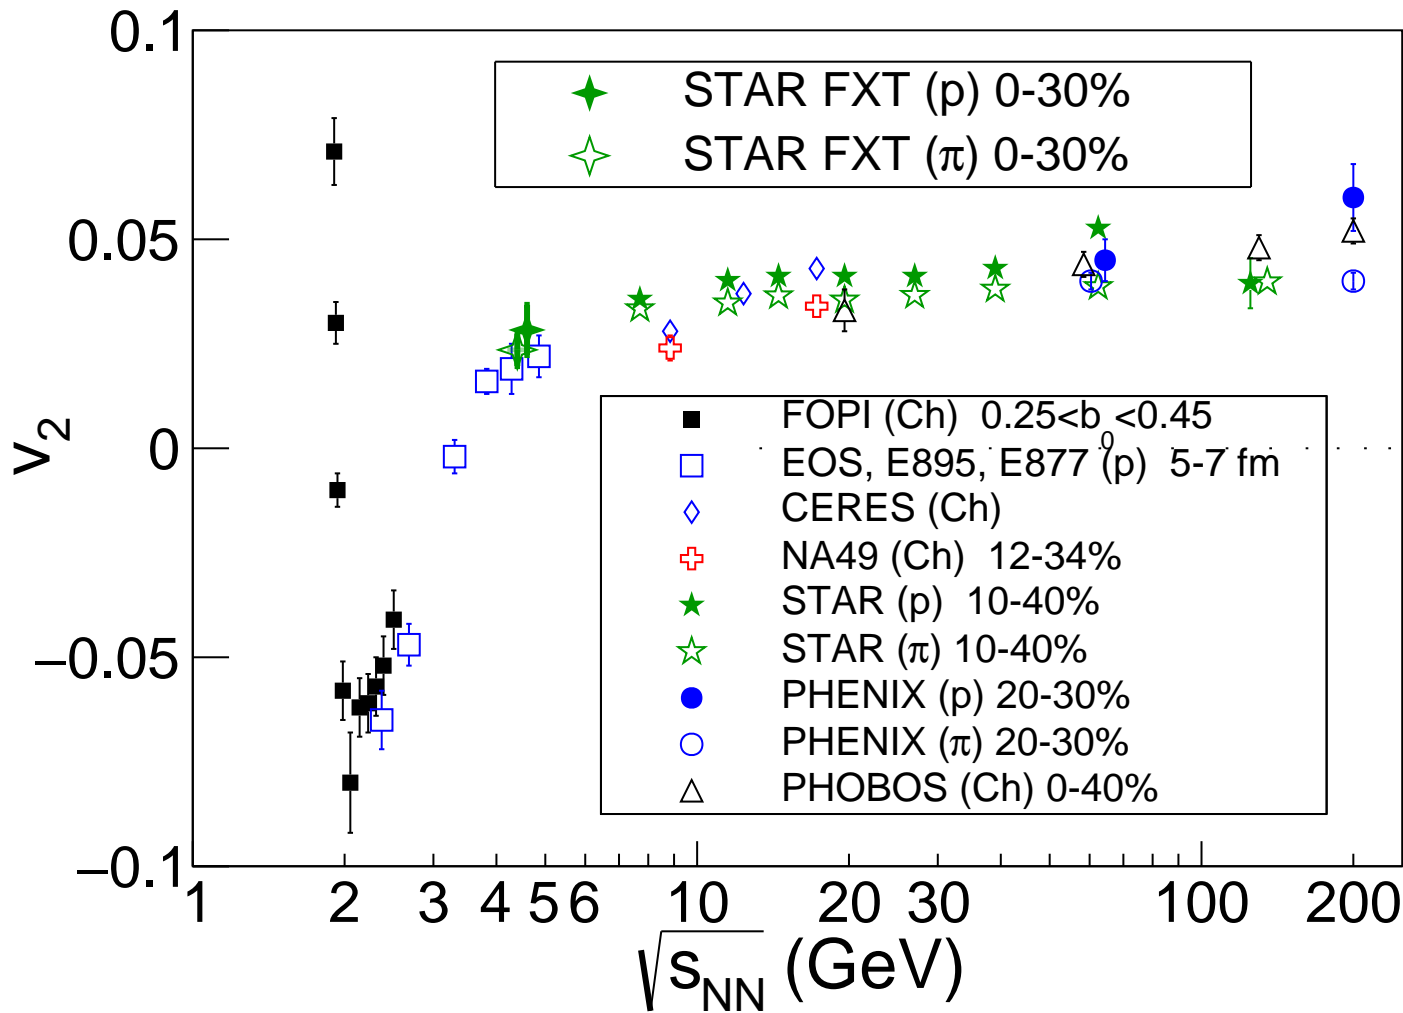 0.1
STAR FXT (p) 0-30%
STAR FXT (π) 0-30%
0.05
v2
0
−0.05
−0.1
FOPI (Ch) 0.25<b0<0.45
EOS, E895, E877 (p) 5-7 fm
CERES (Ch)
NA49 (Ch) 12-34%
STAR (p) 10-40%
STAR (π) 10-40%
PHENIX (p) 20-30%
PHENIX (π) 20-30%
PHOBOS (Ch) 0-40%
1 2 3 4 5 6 10 20 30 100 200
√sNN (GeV)